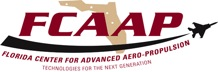 FCAAP
FLORIDA CENTER FOR ADVANCED AERO-PROPULSION
TECHNOLOGIES FOR THE NEXT GENERATION